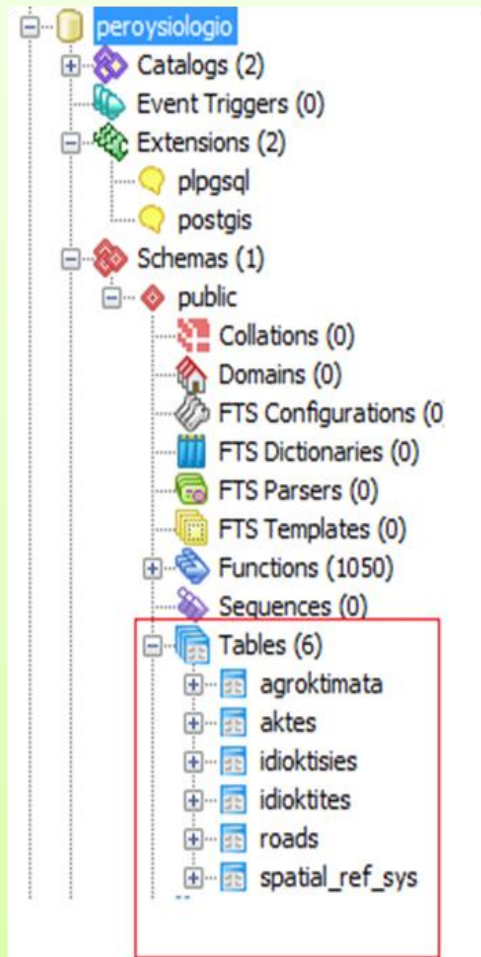 peroysiologio
Catalogs (2)
Event Triggers (0)
Extensions (2)
plpgsql
postgis
Schemas (1)
public
Collations (0)
Domains (0)
FTS Configurations (0
FTS Dictionaries (0)
FTS Parsers (0)
FTS Templates (0)
Functions (1050)
Sequences (0)
Tables (6)
agroktimata
aktes
idioktisies
idioktites
roads
spatial_ref_sys